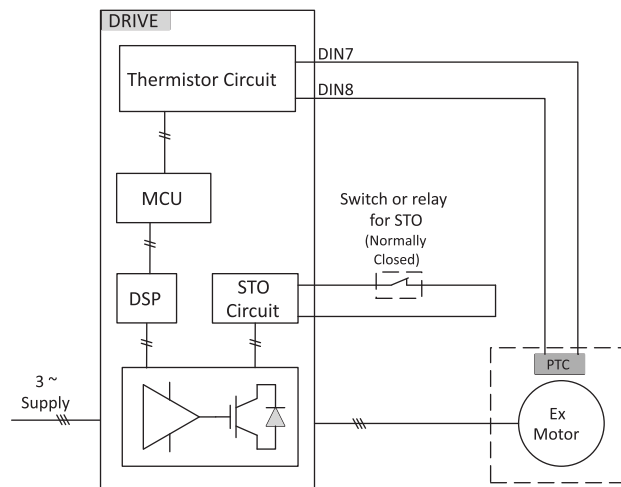 DRIVE
DIN7
Thermistor Circuit
DIN8
MCU
Switch or relay
for STO
(Normally
Closed)
DSP
STO
Circuit
PTC
3 ~
Supply
Ex
Motor